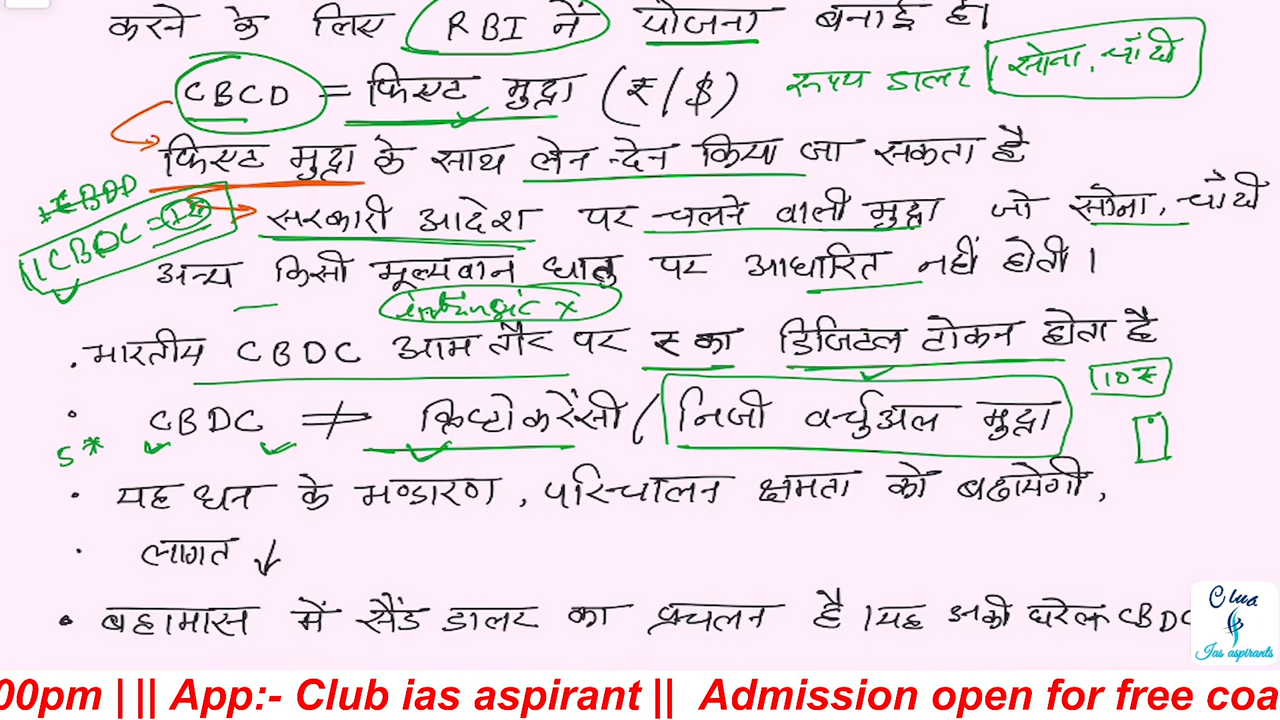 करने के लिए RBI ने योजना बनाई है।
CBCD = फिएट मुद्रा (₹/$) रूपय डालर (सोना, चाँदी
फिएट मुद्रा के साथ लेन-देन किया जा सकता है
CBDC = 1₹ सरकारी आदेश पर चलने वाली मुद्रा जो सोना, चाँदी
अन्य किसी मूल्यवान धातु पर आधारित नहीं होती।
intrinsic x
. भारतीय CBDC आम तौर पर ₹ का डिजिटल टोकन होता है
10₹
• CBDC ≠ क्रिप्टोकरेंसी (निजी वर्चुअल मुद्रा
5*
• यह धन के भण्डारण, परिचालन क्षमता को बढायेगी,
• लागत ↓
• बहामास में सैंड डालर का प्रचलन है।यह उनकी घरेलू CBDC
Club
Ias aspirants
00pm | || App:- Club ias aspirant || Admission open for free coa